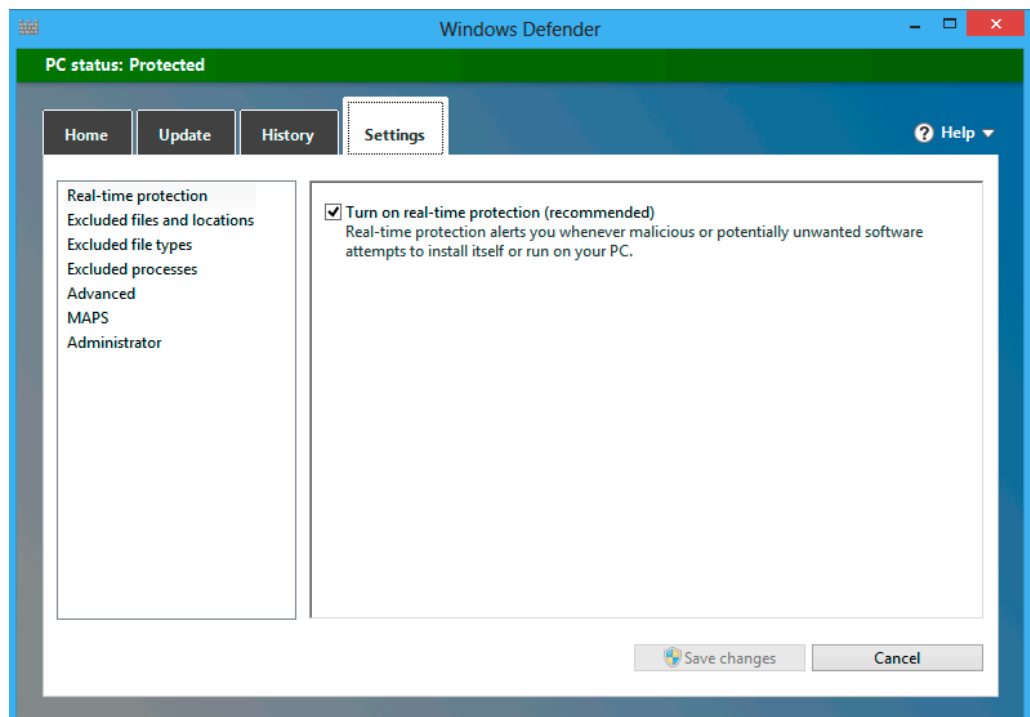 Windows Defender
PC status: Protected
Home
Update
History
Settings
Help
Real-time protection
Excluded files and locations
Excluded file types
Excluded processes
Advanced
MAPS
Administrator
Turn on real-time protection (recommended)
Real-time protection alerts you whenever malicious or potentially unwanted software
attempts to install itself or run on your PC.
Save changes
Cancel